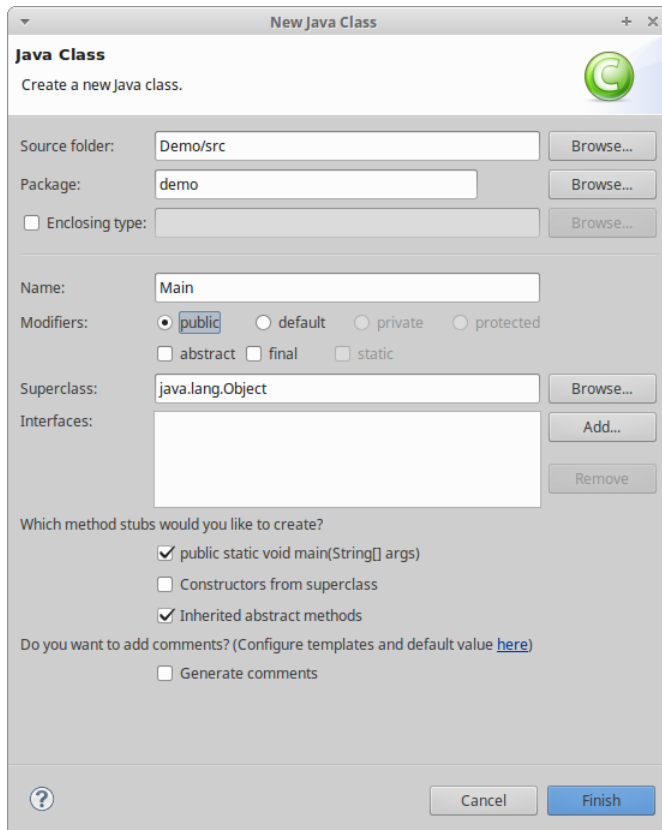 New Java Class
Java Class
Create a new Java class.
Source folder: Demo/src Browse...
Package: demo Browse...
Enclosing type: Browse...
Name: Main
Modifiers: public default private protected
abstract final static
Superclass: java.lang.Object Browse...
Interfaces: Add...
Remove
Which method stubs would you like to create?
public static void main(String[] args)
Constructors from superclass
Inherited abstract methods
Do you want to add comments? (Configure templates and default value here)
Generate comments
? Cancel Finish